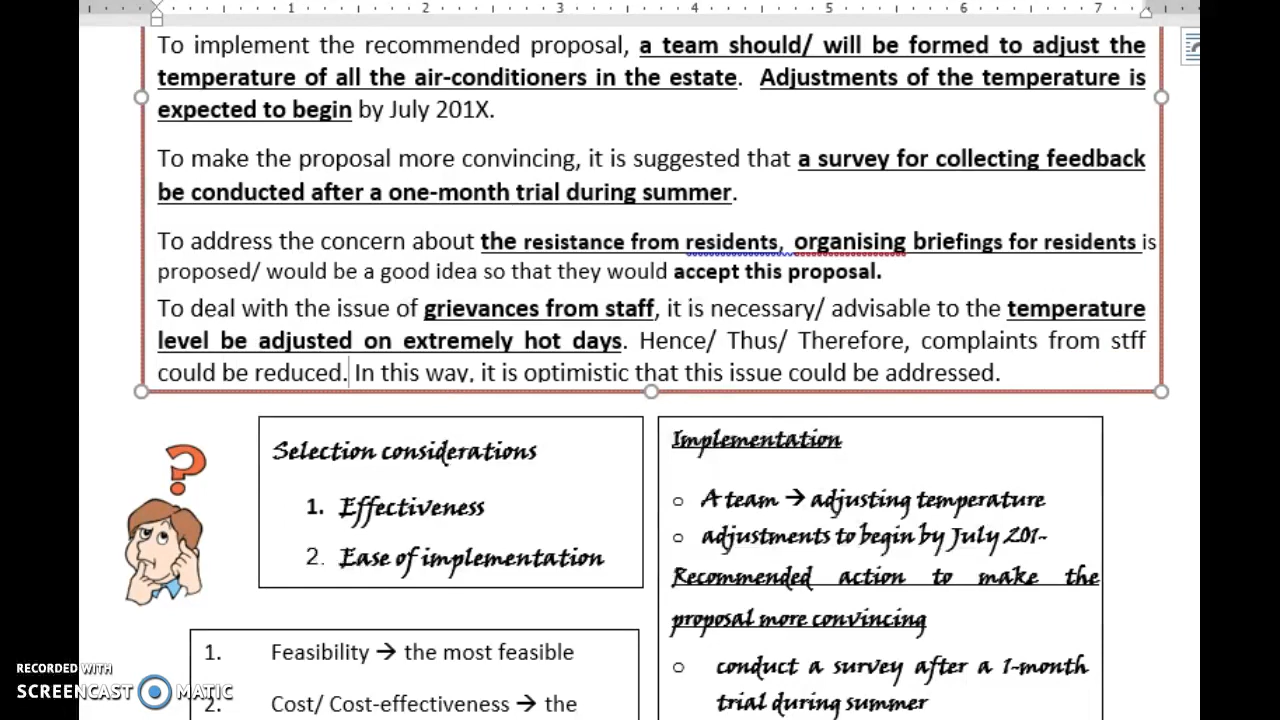 1 2 3 4 5 6 7
To implement the recommended proposal, a team should/ will be formed to adjust the
temperature of all the air-conditioners in the estate. Adjustments of the temperature is
expected to begin by July 201X.
To make the proposal more convincing, it is suggested that a survey for collecting feedback
be conducted after a one-month trial during summer.
To address the concern about the resistance from residents, organising briefings for residents is
proposed/ would be a good idea so that they would accept this proposal.
To deal with the issue of grievances from staff, it is necessary/ advisable to the temperature
level be adjusted on extremely hot days. Hence/ Thus/ Therefore, complaints from stff
could be reduced. In this way, it is optimistic that this issue could be addressed.
Selection considerations
1. Effectiveness
2. Ease of implementation
1. Feasibility → the most feasible
2. Cost/ Cost-effectiveness → the
Implementation
o A team → adjusting temperature
o adjustments to begin by July 201-
Recommended action to make the
proposal more convincing
o conduct a survey after a 1-month
trial during summer
RECORDED WITH
SCREENCAST MATIC